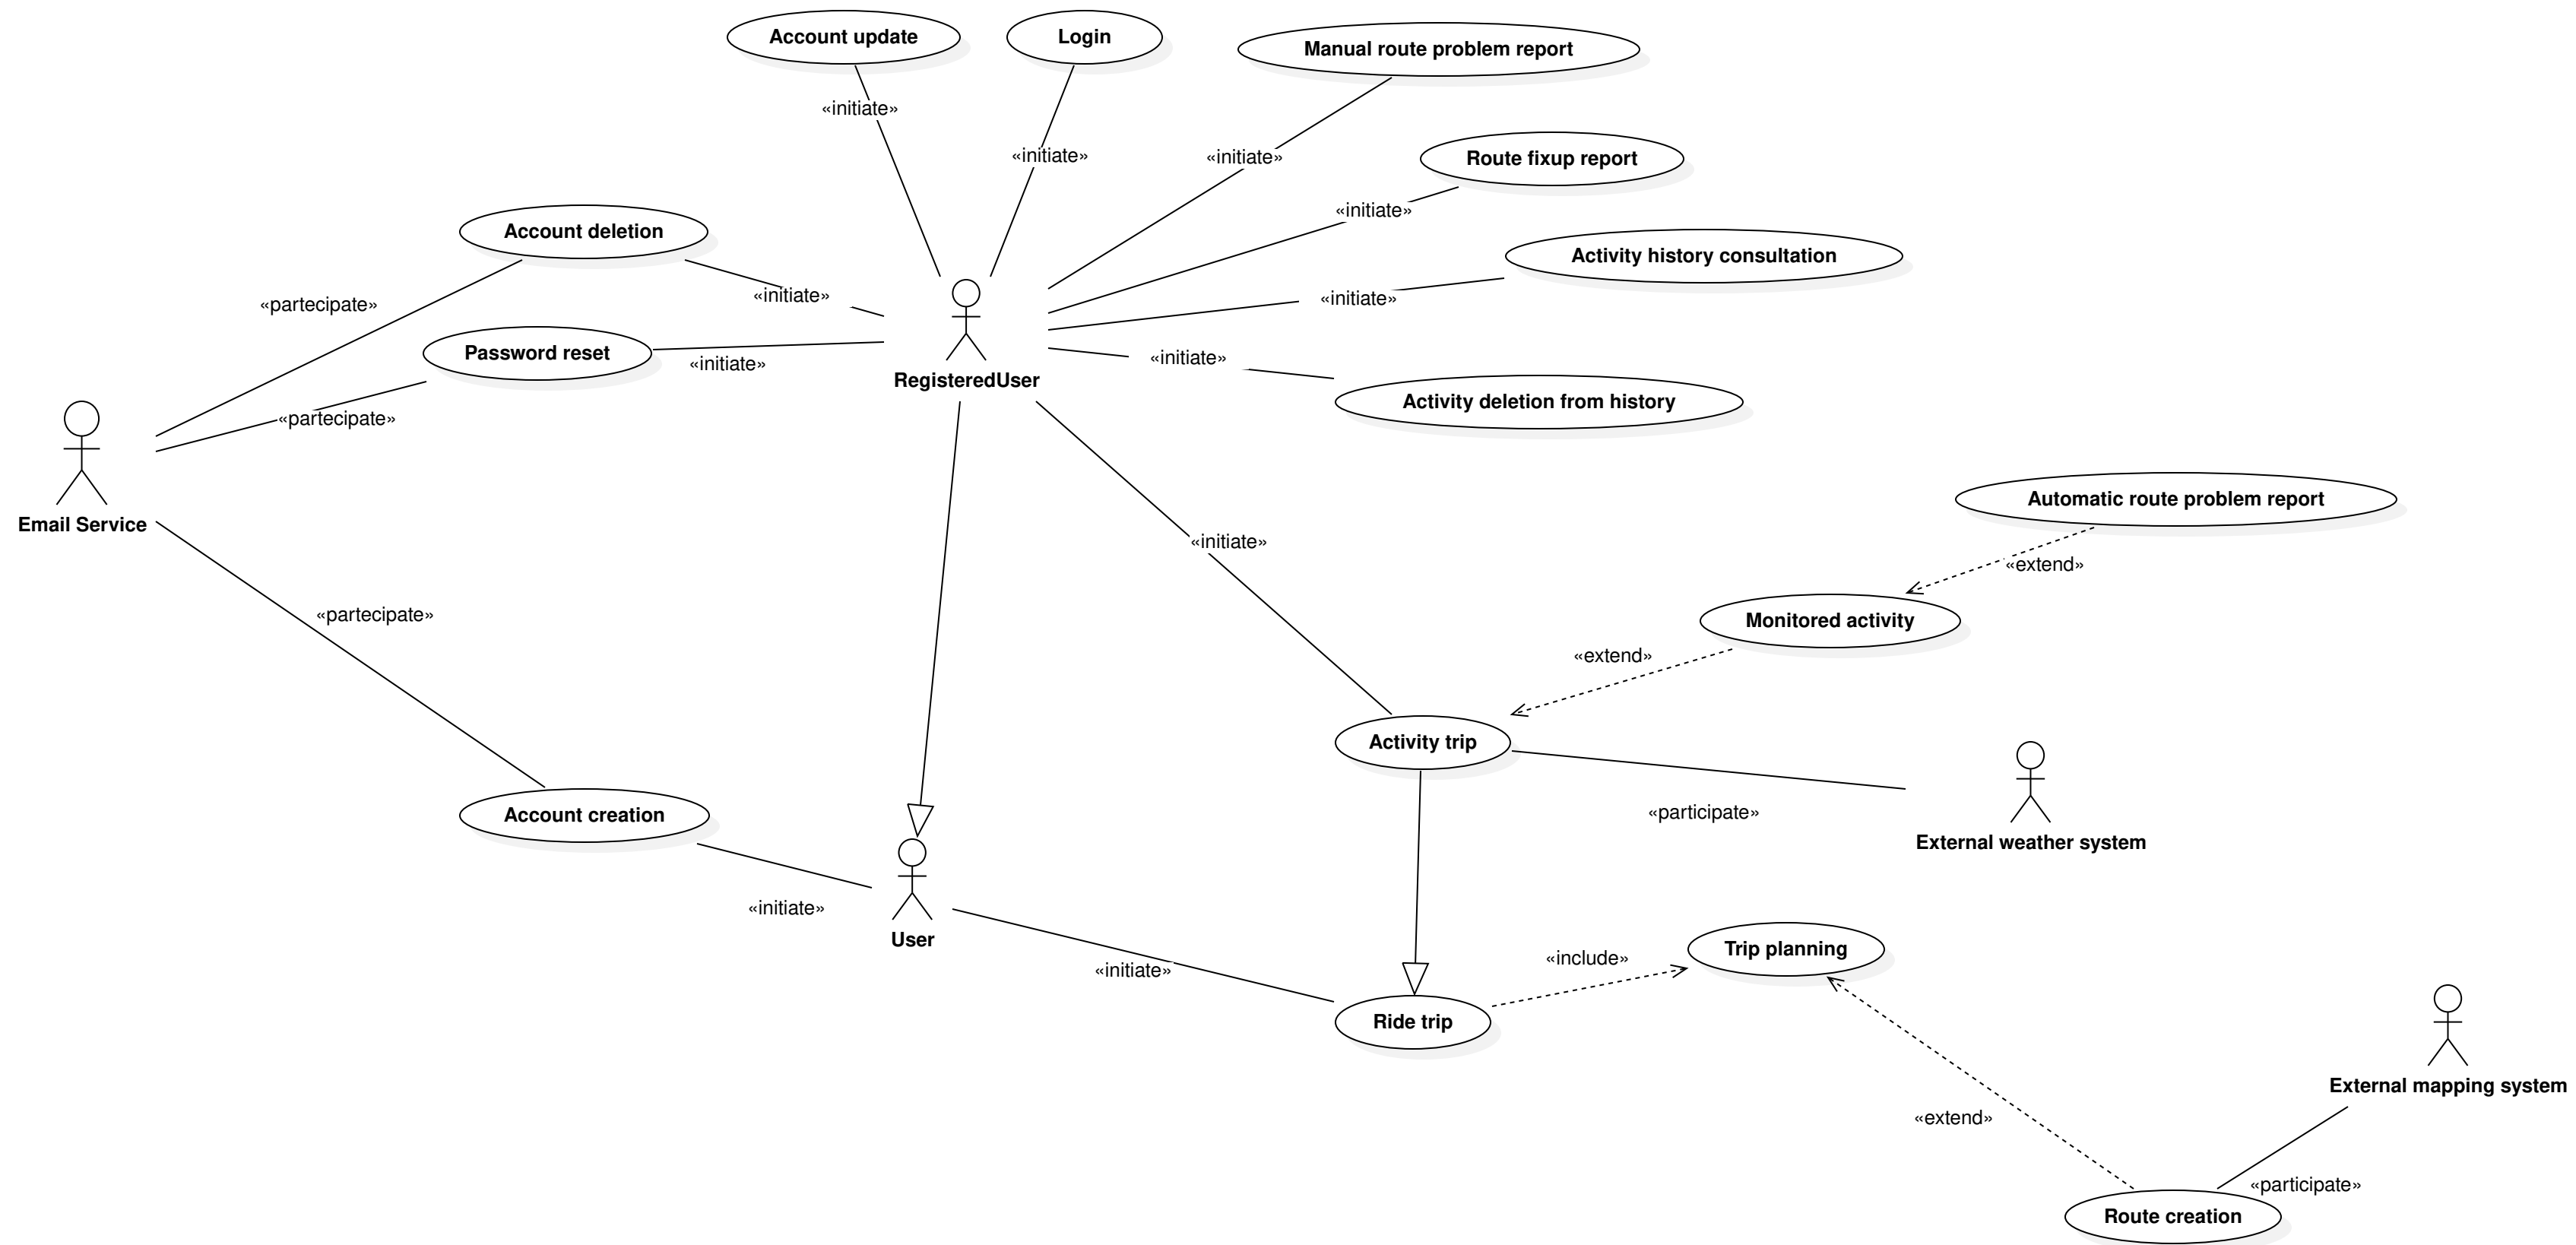 Account update
Login
Manual route problem report
«initiate»
«initiate»
«initiate»
Route fixup report
«initiate»
Account deletion
Activity history consultation
«initiate»
«initiate»
«partecipate»
Password reset
«initiate»
«initiate»
RegisteredUser
Activity deletion from history
«partecipate»
Email Service
Automatic route problem report
«initiate»
«extend»
«partecipate»
Monitored activity
«extend»
Activity trip
«participate»
Account creation
External weather system
«initiate»
User
Trip planning
«include»
«initiate»
Ride trip
External mapping system
«extend»
«participate»
Route creation